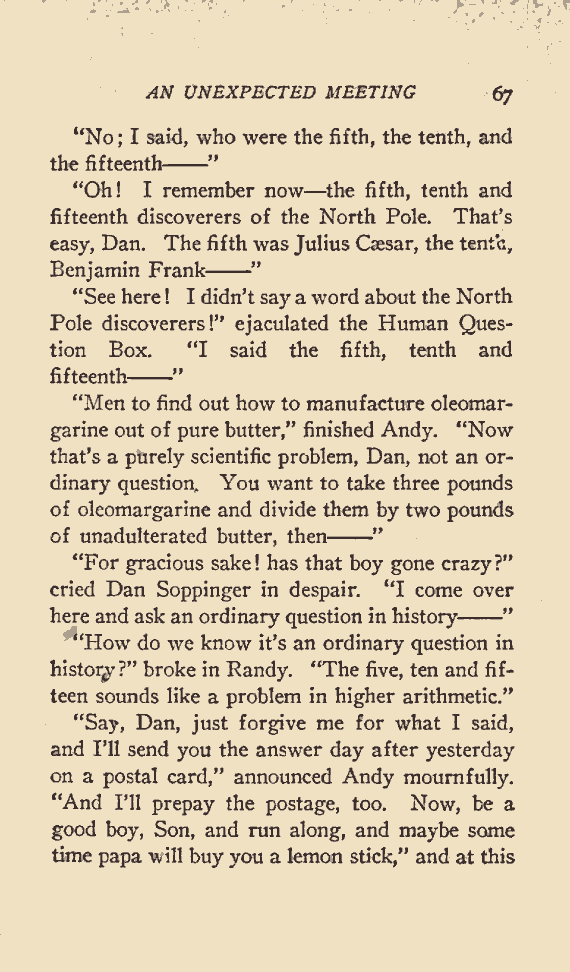 AN UNEXPECTED MEETING 67
"No; I said, who were the fifth, the tenth, and
the fifteenth——"
"Oh! I remember now—the fifth, tenth and
fifteenth discoverers of the North Pole. That's
easy, Dan. The fifth was Julius Cæsar, the tenth,
Benjamin Frank——"
"See here! I didn't say a word about the North
Pole discoverers!" ejaculated the Human Ques-
tion Box. "I said the fifth, tenth and
fifteenth——"
"Men to find out how to manufacture oleomar-
garine out of pure butter," finished Andy. "Now
that's a purely scientific problem, Dan, not an or-
dinary question. You want to take three pounds
of oleomargarine and divide them by two pounds
of unadulterated butter, then——"
"For gracious sake! has that boy gone crazy?"
cried Dan Soppinger in despair. "I come over
here and ask an ordinary question in history——"
"How do we know it's an ordinary question in
history?" broke in Randy. "The five, ten and fif-
teen sounds like a problem in higher arithmetic."
"Say, Dan, just forgive me for what I said,
and I'll send you the answer day after yesterday
on a postal card," announced Andy mournfully.
"And I'll prepay the postage, too. Now, be a
good boy, Son, and run along, and maybe some
time papa will buy you a lemon stick," and at this